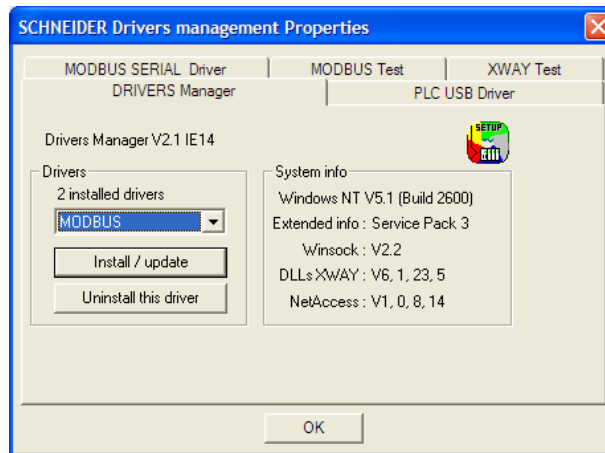 SCHNEIDER Drivers management Properties
MODBUS SERIAL Driver
MODBUS Test
XWAY Test
DRIVERS Manager
PLC USB Driver
Drivers Manager V2.1 IE14
SETUP
Drivers
2 installed drivers
MODBUS
Install / update
Uninstall this driver
System info
Windows NT V5.1 (Build 2600)
Extended info : Service Pack 3
Winsock : V2.2
DLLs XWAY : V6, 1, 23, 5
NetAccess : V1, 0, 8, 14
OK